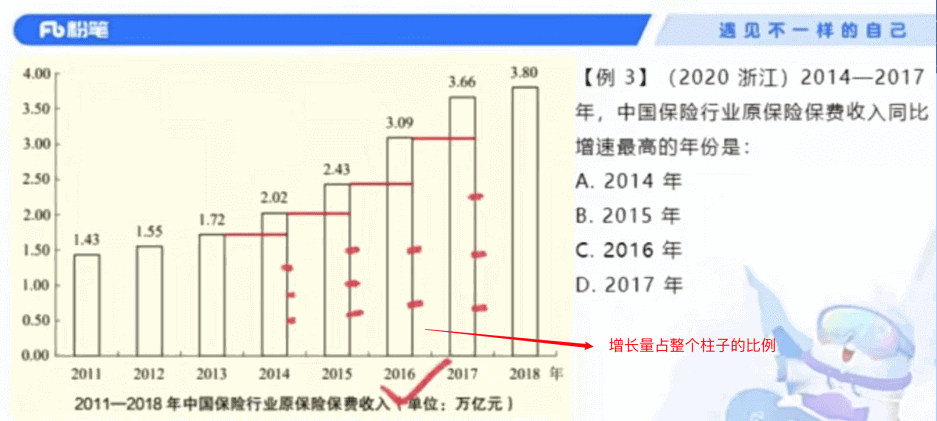 粉笔
遇见不一样的自己
4.00
3.50
3.00
2.50
2.00
1.50
1.00
0.50
0.00
1.43
1.55
1.72
2.02
2.43
3.09
3.66
3.80
2011 2012 2013 2014 2015 2016 2017 2018 年
2011—2018 年中国保险行业原保险保费收入(单位:万亿元)
【例 3】(2020 浙江)2014—2017
年,中国保险行业原保险保费收入同比
增速最高的年份是:
A. 2014 年
B. 2015 年
C. 2016 年
D. 2017 年
增长量占整个柱子的比例